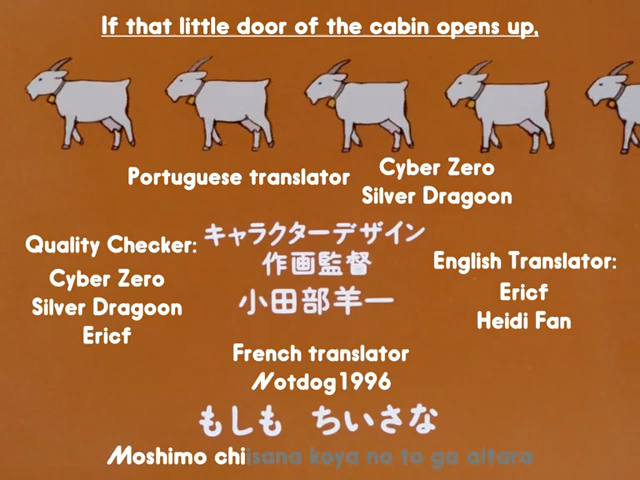 If that little door of the cabin opens up.
Portuguese translator
Cyber Zero
Silver Dragoon
Quality Checker:
Cyber Zero
Silver Dragoon
Ericf
キャラクターデザイン
作画監督
小田部羊一
English Translator:
Ericf
Heidi Fan
French translator
Notdog1996
もしも ちいさな
Moshimo chiisana koya no to ga aitara